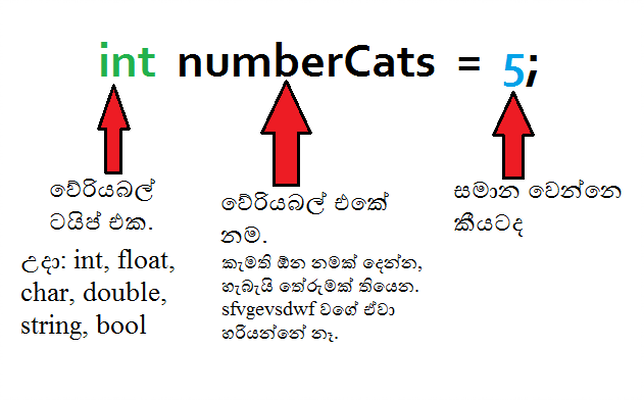 int numberCats = 5;
වේරියබල්
ටයිප් එක.
උදා: int, float,
char, double,
string, bool
වේරියබල් එකේ
නම.
කැමති ඕන නමක් දෙන්න,
හැබැයි තේරුමක් තියෙන.
sfvgevsdwf වගේ ඒවා
හරියන්නේ නෑ.
සමාන වෙන්නෙ
කීයටද